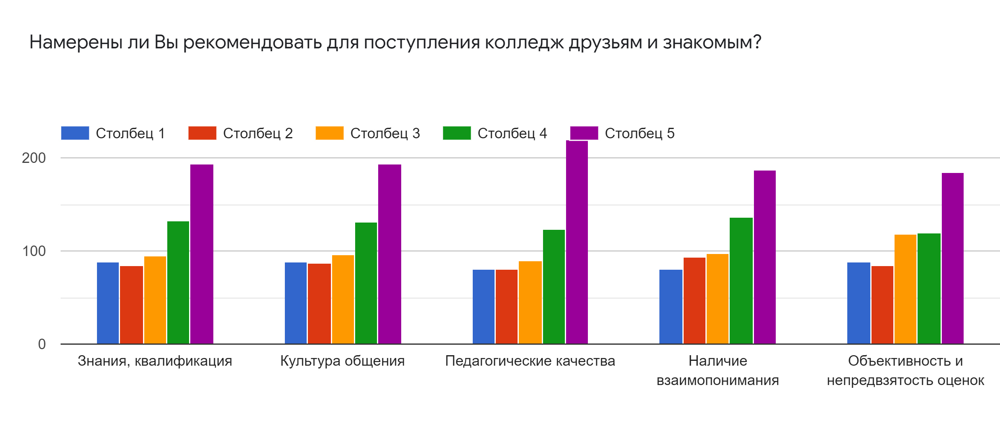 Намерены ли Вы рекомендовать для поступления колледж друзьям и знакомым?
Столбец 1 Столбец 2 Столбец 3 Столбец 4 Столбец 5
200
100
0
Знания, квалификация
Культура общения
Педагогические качества
Наличие
взаимопонимания
Объективность и
непредвзятость оценок